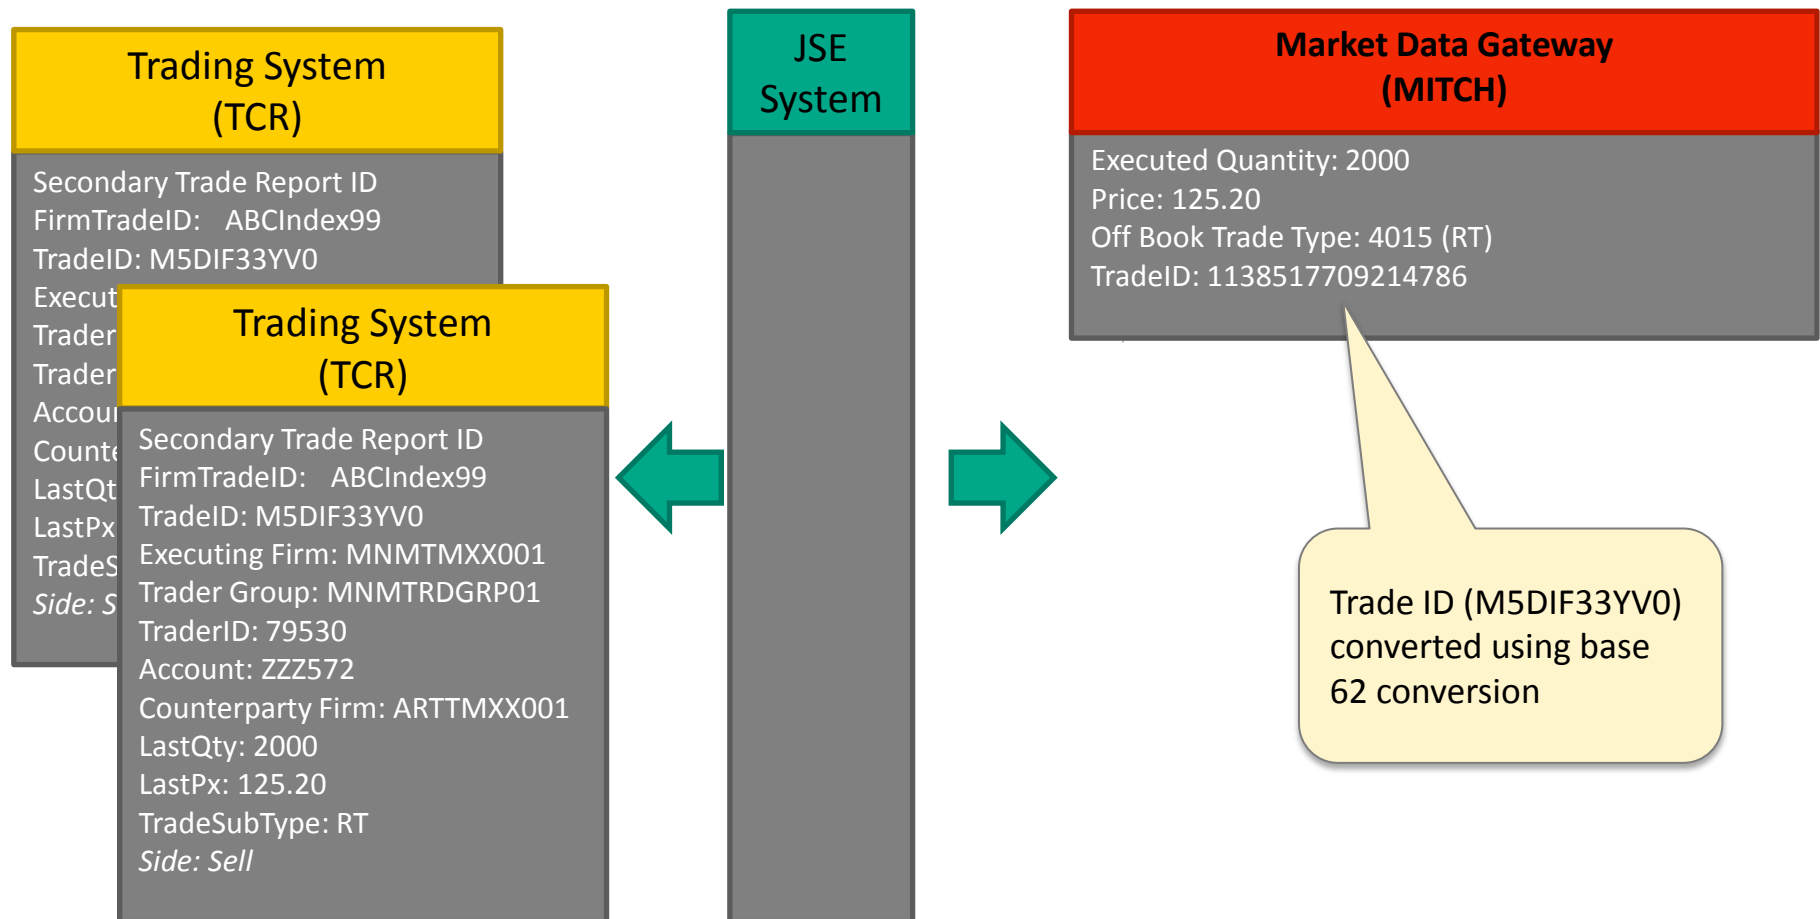 Trading System
(TCR)
Secondary Trade Report ID
FirmTradeID: ABCIndex99
TradeID: M5DIF33YV0
Execut
Trader
Trader
Accou
Count
LastQt
LastPx
TradeS
Side: S
Trading System
(TCR)
Secondary Trade Report ID
FirmTradeID: ABCIndex99
TradeID: M5DIF33YV0
Executing Firm: MNMTMXX001
Trader Group: MNMTRDGRP01
TraderID: 79530
Account: ZZZ572
Counterparty Firm: ARTTMXX001
LastQty: 2000
LastPx: 125.20
TradeSubType: RT
Side: Sell
JSE
System
Market Data Gateway
(MITCH)
Executed Quantity: 2000
Price: 125.20
Off Book Trade Type: 4015 (RT)
TradeID: 1138517709214786
Trade ID (M5DIF33YV0)
converted using base
62 conversion